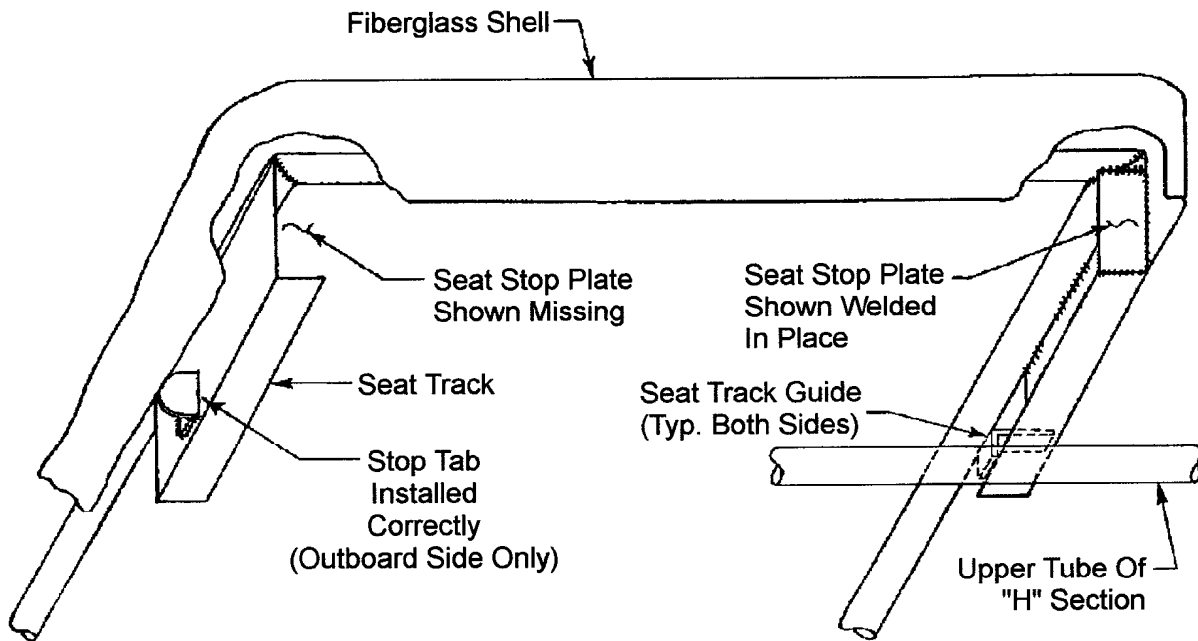 Fiberglass Shell
Seat Stop Plate
Shown Missing
Seat Stop Plate
Shown Welded
In Place
Seat Track
Seat Track Guide
(Typ. Both Sides)
Stop Tab
Installed
Correctly
(Outboard Side Only)
Upper Tube Of
"H" Section